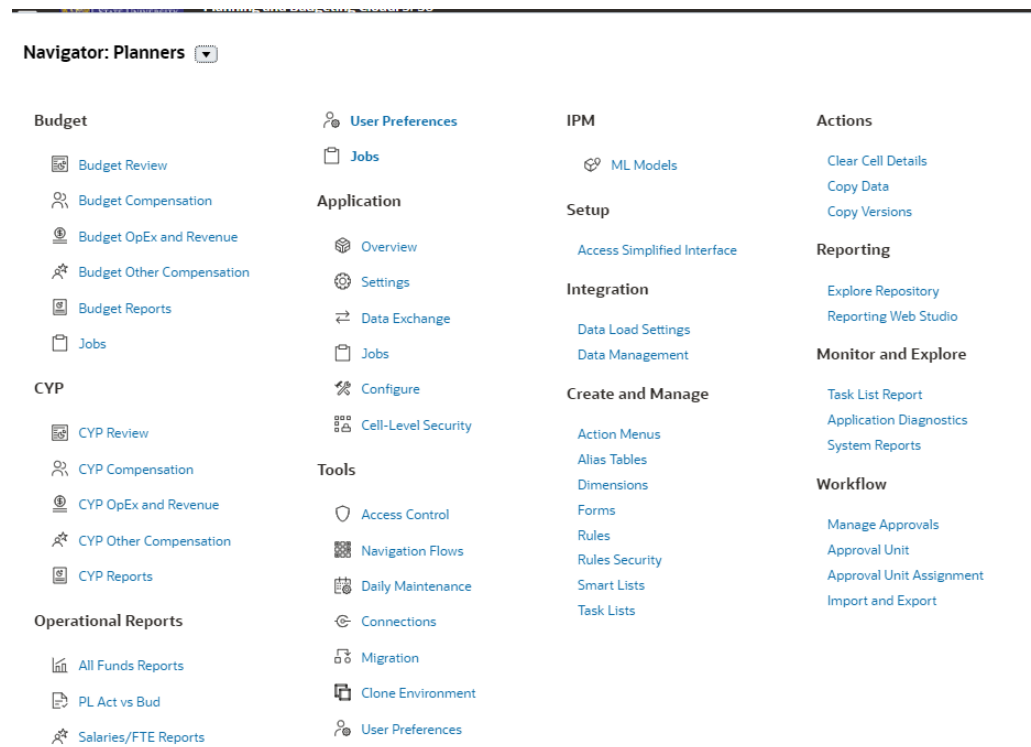 Navigator: Planners
Budget
Budget Review
Budget Compensation
Budget OpEx and Revenue
Budget Other Compensation
Budget Reports
Jobs
CYP
CYP Review
CYP Compensation
CYP OpEx and Revenue
CYP Other Compensation
CYP Reports
Operational Reports
All Funds Reports
PL Act vs Bud
Salaries/FTE Reports
User Preferences
Jobs
Application
Overview
Settings
Data Exchange
Jobs
Configure
Cell-Level Security
Tools
Access Control
Navigation Flows
Daily Maintenance
Connections
Migration
Clone Environment
User Preferences
IPM
ML Models
Setup
Access Simplified Interface
Integration
Data Load Settings
Data Management
Create and Manage
Action Menus
Alias Tables
Dimensions
Forms
Rules
Rules Security
Smart Lists
Task Lists
Actions
Clear Cell Details
Copy Data
Copy Versions
Reporting
Explore Repository
Reporting Web Studio
Monitor and Explore
Task List Report
Application Diagnostics
System Reports
Workflow
Manage Approvals
Approval Unit
Approval Unit Assignment
Import and Export